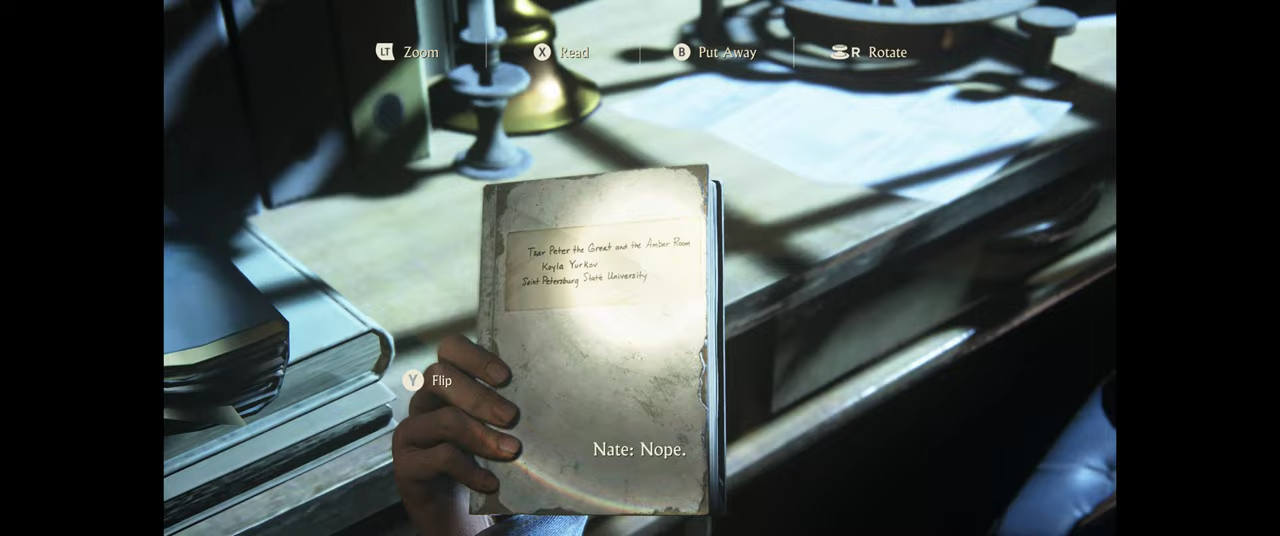 LT Zoom
X Read
B Put Away
R Rotate
Tsar Peter the Great and the Amber Room
Kayla Yurkov
Saint Petersburg State University
Y Flip
Nate: Nope.